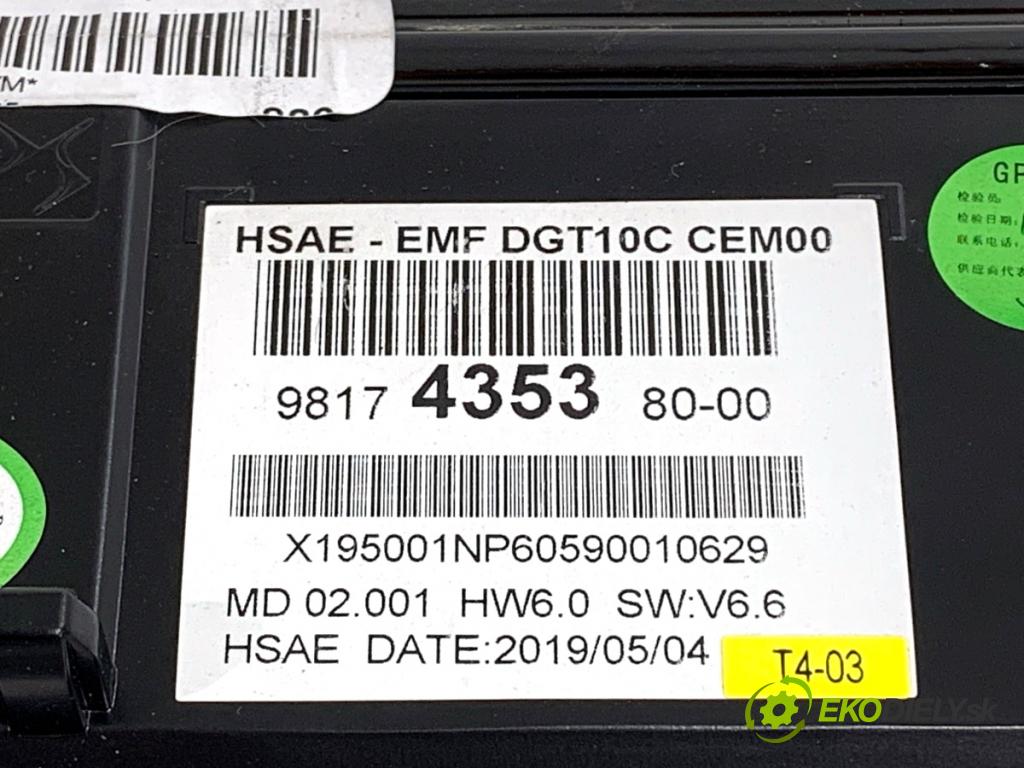 HSAE - EMF DGT10C CEM00
9817 4353 80-00
X195001NP60590010629
MD 02.001 HW6.0 SW:V6.6
HSAE DATE:2019/05/04
T4-03
GP
检验员:
检验日期:
联系电话:
供应商代表
EKODIELY.sk